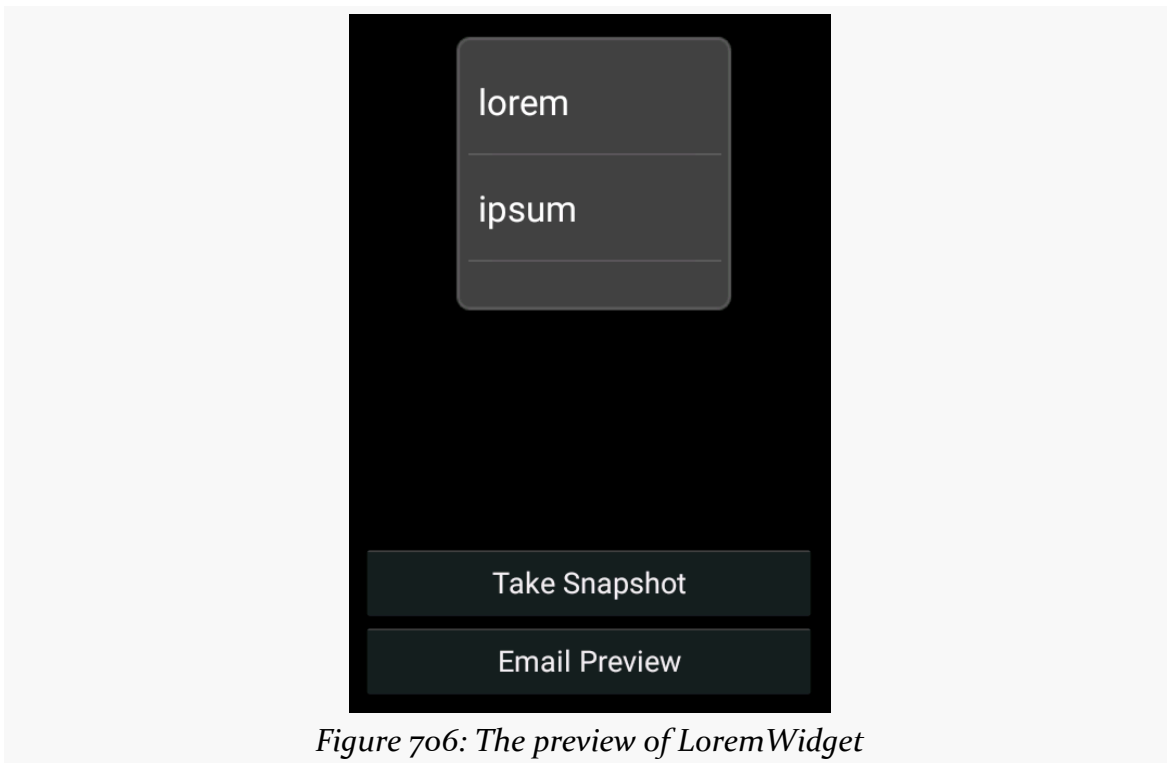 lorem
ipsum
Take Snapshot
Email Preview
Figure 706: The preview of LoremWidget